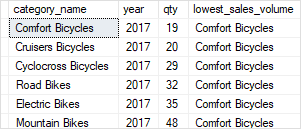 category_name year qty lowest_sales_volume
Comfort Bicycles 2017 19 Comfort Bicycles
Cruisers Bicycles 2017 20 Comfort Bicycles
Cyclocross Bicycles 2017 29 Comfort Bicycles
Road Bikes 2017 32 Comfort Bicycles
Electric Bikes 2017 35 Comfort Bicycles
Mountain Bikes 2017 48 Comfort Bicycles